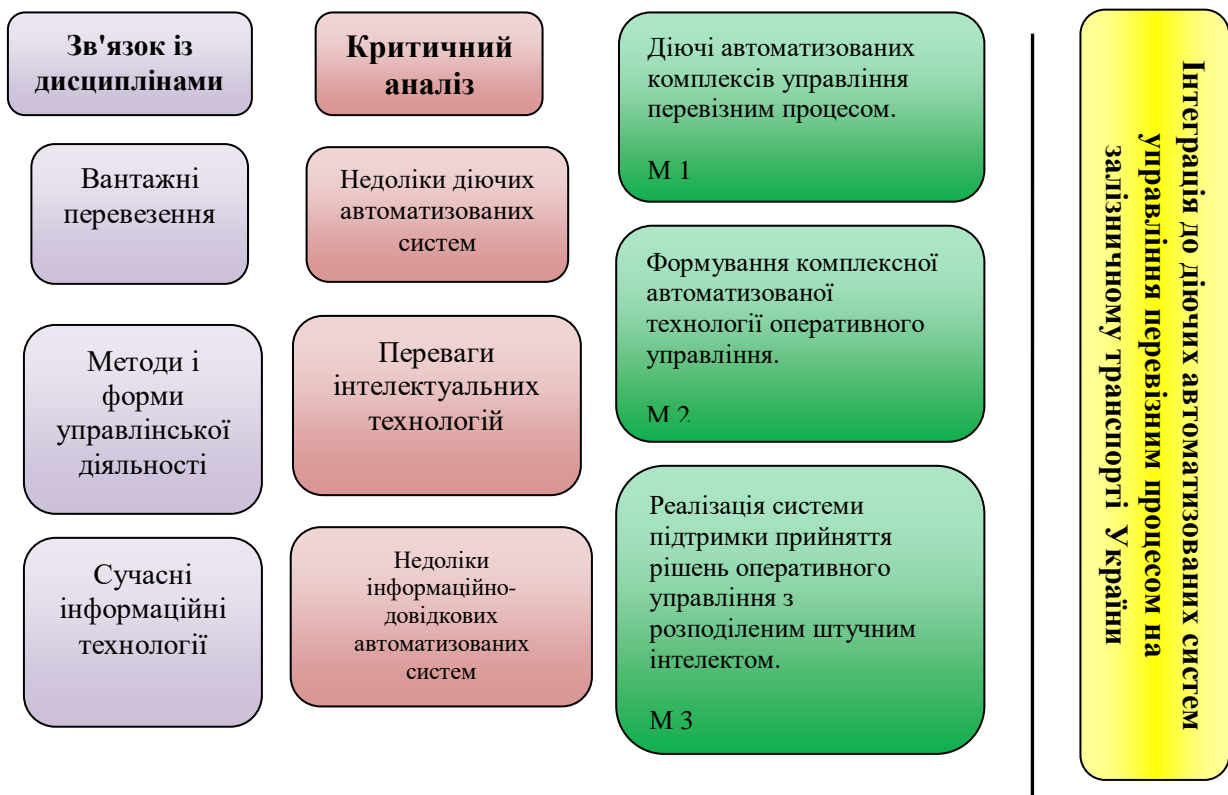 Зв'язок із
дисциплінами
Вантажні
перевезення
Методи і
форми
управлінської
діяльності
Сучасні
інформаційні
технології
Критичний
аналіз
Недоліки діючих
автоматизованих
систем
Переваги
інтелектуальних
технологій
Недоліки
інформаційно-
довідкових
автоматизованих
систем
Діючі автоматизованих
комплексів управління
перевізним процесом.
М 1
Формування комплексної
автоматизованої
технології оперативного
управління.
М 2
Реалізація системи
підтримки прийняття
рішень оперативного
управління з
розподіленим штучним
інтелектом.
М 3
Інтеграція до діючих автоматизованих систем
управління перевізним процесом на
залізничному транспорті України